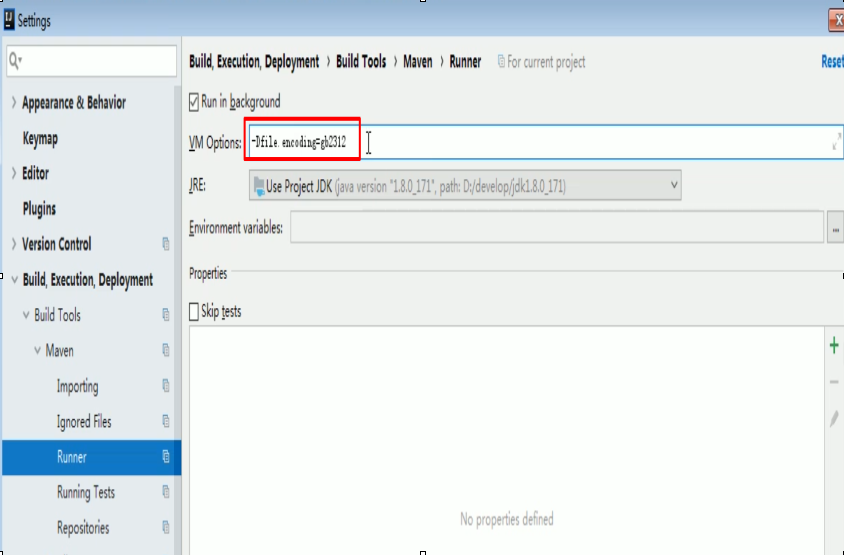 Settings
Build, Execution, Deployment › Build Tools › Maven › Runner For current project Reset
Run in background
VM Options: -Dfile.encoding=gb2312
JRE: Use Project JDK (java version "1.8.0_171", path: D:/develop/jdk1.8.0_171)
Environment variables: ...
Properties
Skip tests
No properties defined
Appearance & Behavior
Keymap
Editor
Plugins
Version Control
Build, Execution, Deployment
Build Tools
Maven
Importing
Ignored Files
Runner
Running Tests
Repositories